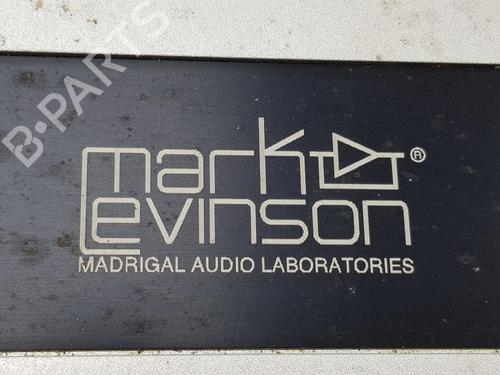 B·PARTS
mark ®
Levinson
MADRIGAL AUDIO LABORATORIES